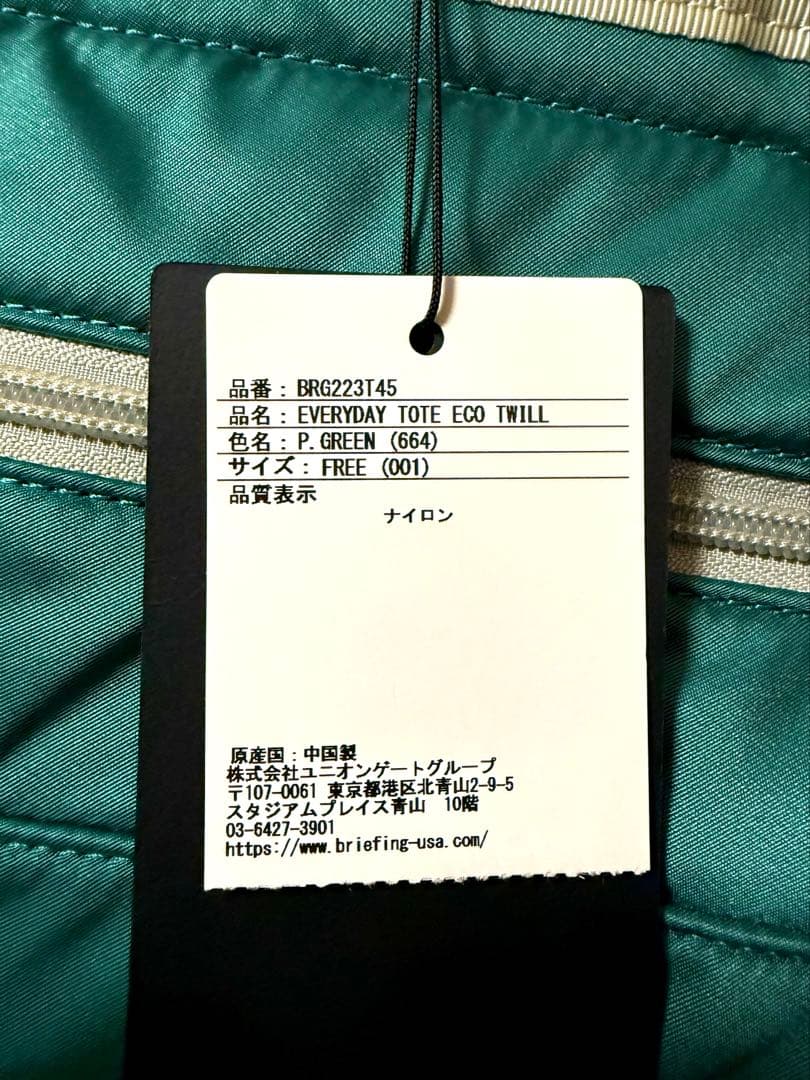 品番：BRG223T45
品名：EVERYDAY TOTE ECO TWILL
色名：P.GREEN (664)
サイズ：FREE (001)
品質表示
ナイロン
原産国：中国製
株式会社ユニオンゲートグループ
〒107-0061 東京都港区北青山2-9-5
スタジアムプレイス青山　10階
03-6427-3901
https://www.briefing-usa.com/